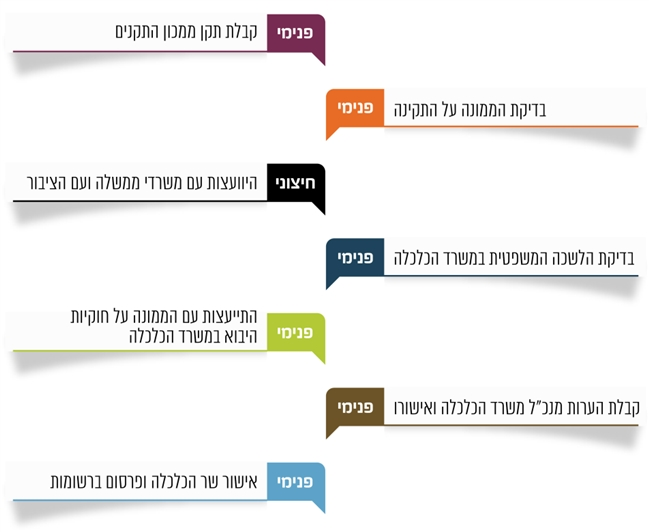 פנימי קבלת תקן ממכון התקנים
פנימי בדיקת הממונה על התקינה
חיצוני היוועצות עם משרדי ממשלה ועם הציבור
פנימי בדיקת הלשכה המשפטית במשרד הכלכלה
פנימי התייעצות עם הממונה על חוקיות
היבוא במשרד הכלכלה
פנימי קבלת הערות מנכ"ל משרד הכלכלה ואישורו
פנימי אישור שר הכלכלה ופרסום ברשומות